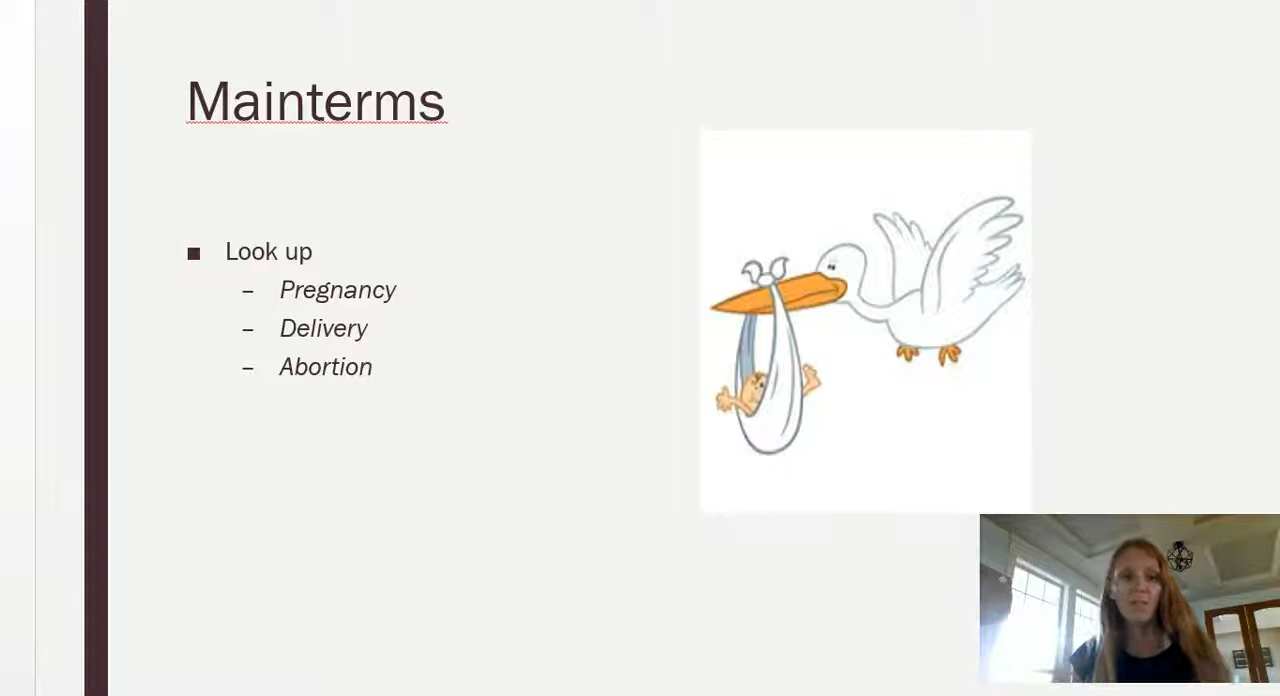 Mainterms
■ Look up
– Pregnancy
– Delivery
– Abortion